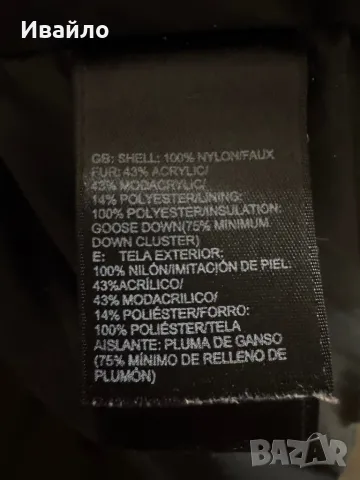 Ивайло
GB: SHELL: 100% NYLON/FAUX
FUR: 43% ACRYLIC/
43% MODACRYLIC/
14% POLYESTER/LINING:
100% POLYESTER/INSULATION:
GOOSE DOWN(75% MINIMUM
DOWN CLUSTER)
E: TELA EXTERIOR:
100% NILÓN/IMITACIÓN DE PIEL:
43%ACRÍLICO/
43% MODACRILICO/
14% POLIÉSTER/FORRO:
100% POLIÉSTER/TELA
AISLANTE: PLUMA DE GANSO
(75% MÍNIMO DE RELLENO DE
PLUMÓN)
BAZAR